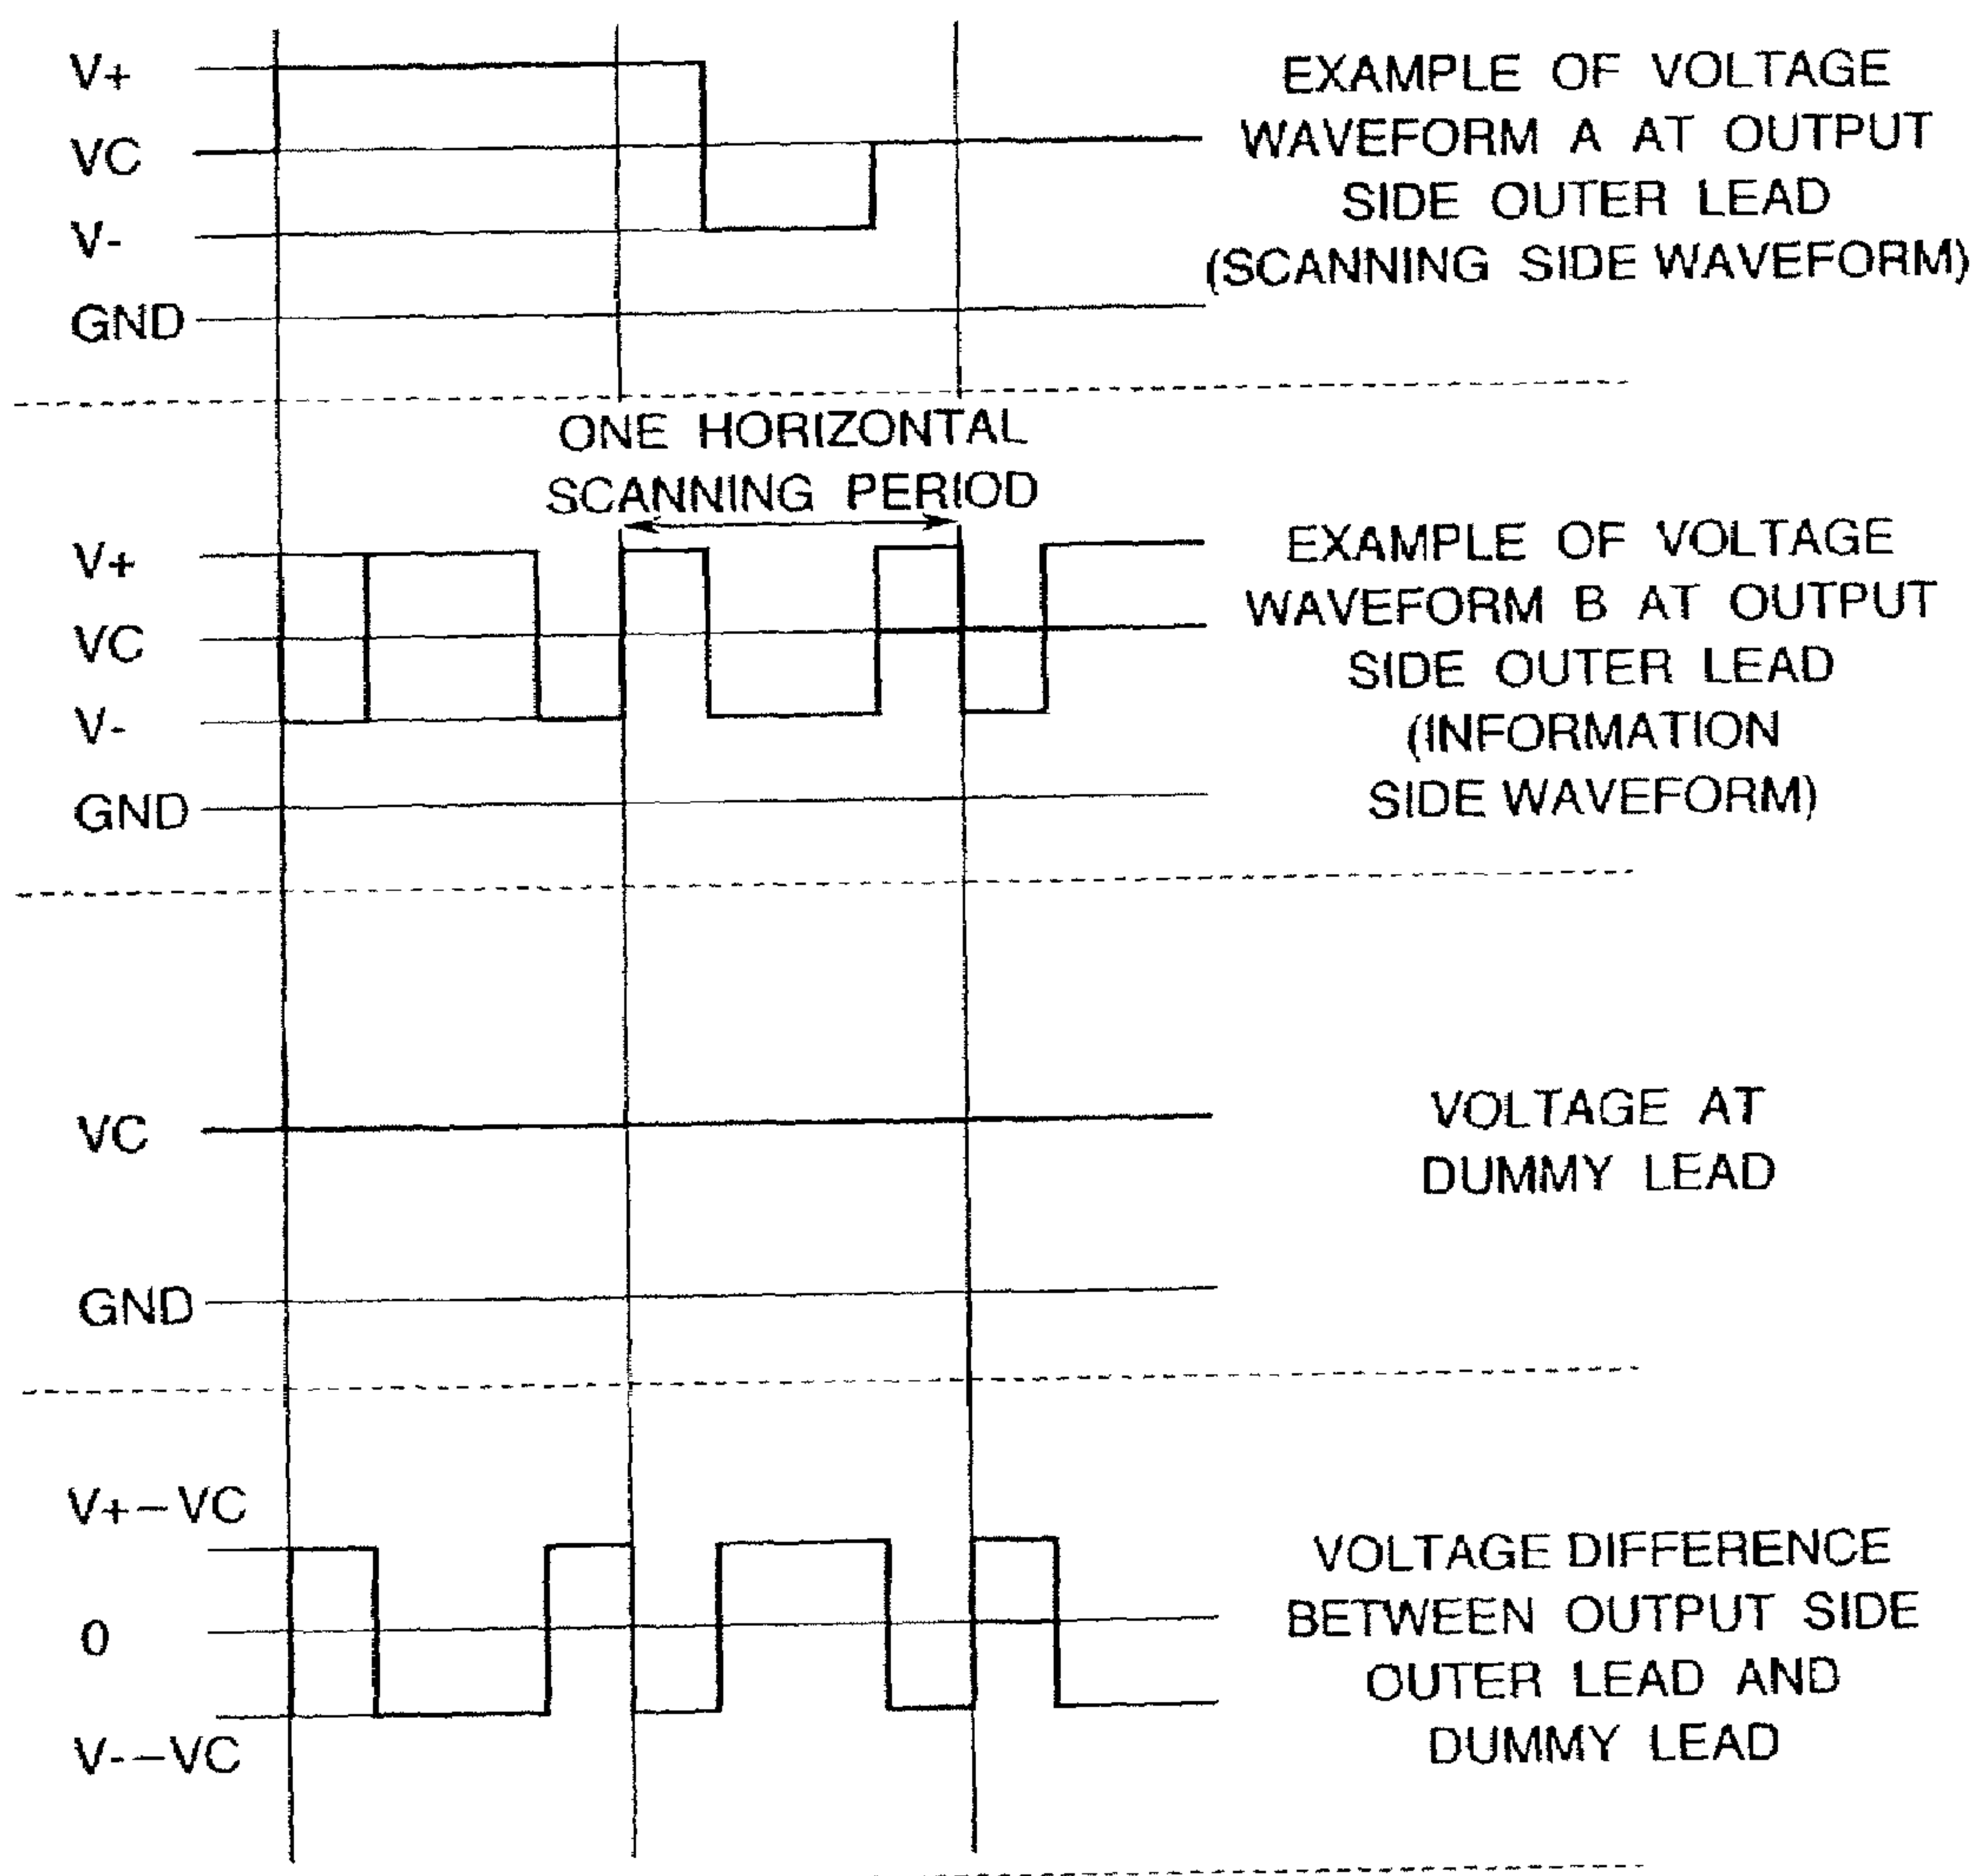 V+
VC
V-
GND
EXAMPLE OF VOLTAGE
WAVEFORM A AT OUTPUT
SIDE OUTER LEAD
(SCANNING SIDE WAVEFORM)
ONE HORIZONTAL
SCANNING PERIOD
V+
VC
V-
GND
EXAMPLE OF VOLTAGE
WAVEFORM B AT OUTPUT
SIDE OUTER LEAD
(INFORMATION
SIDE WAVEFORM)
VC
GND
VOLTAGE AT
DUMMY LEAD
V+–VC
0
V-–VC
VOLTAGE DIFFERENCE
BETWEEN OUTPUT SIDE
OUTER LEAD AND
DUMMY LEAD